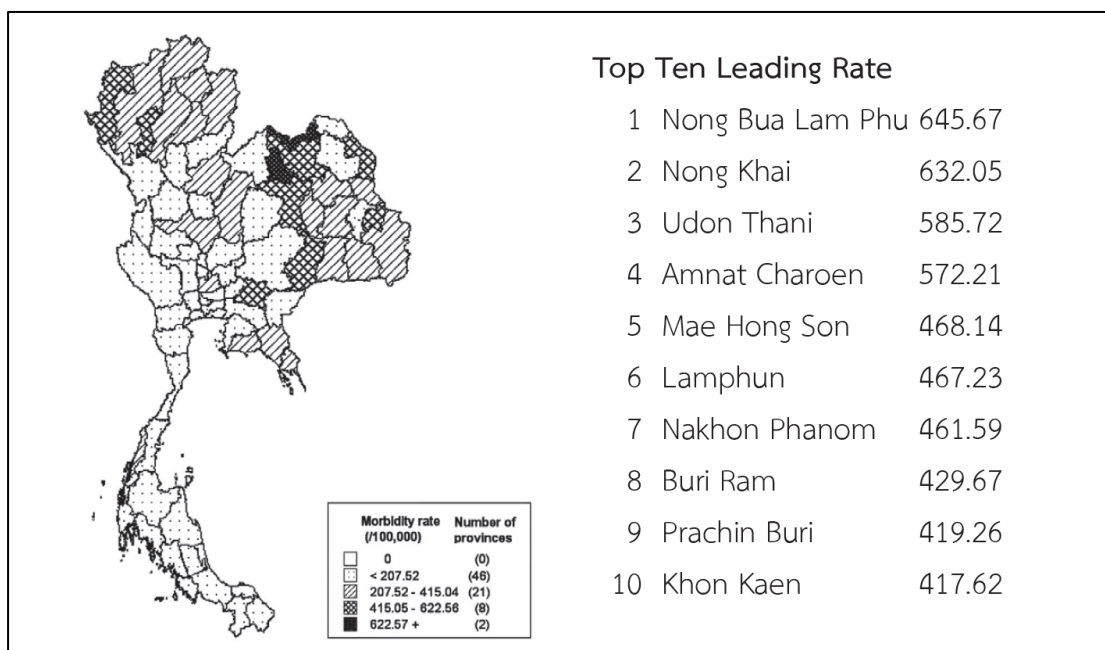 Top Ten Leading Rate
1 Nong Bua Lam Phu 645.67
2 Nong Khai 632.05
3 Udon Thani 585.72
4 Amnat Charoen 572.21
5 Mae Hong Son 468.14
6 Lamphun 467.23
7 Nakhon Phanom 461.59
8 Buri Ram 429.67
9 Prachin Buri 419.26
10 Khon Kaen 417.62
Morbidity rate Number of
(/100,000) provinces
0 (0)
< 207.52 (46)
207.52 - 415.04 (21)
415.05 - 622.56 (8)
622.57 + (2)